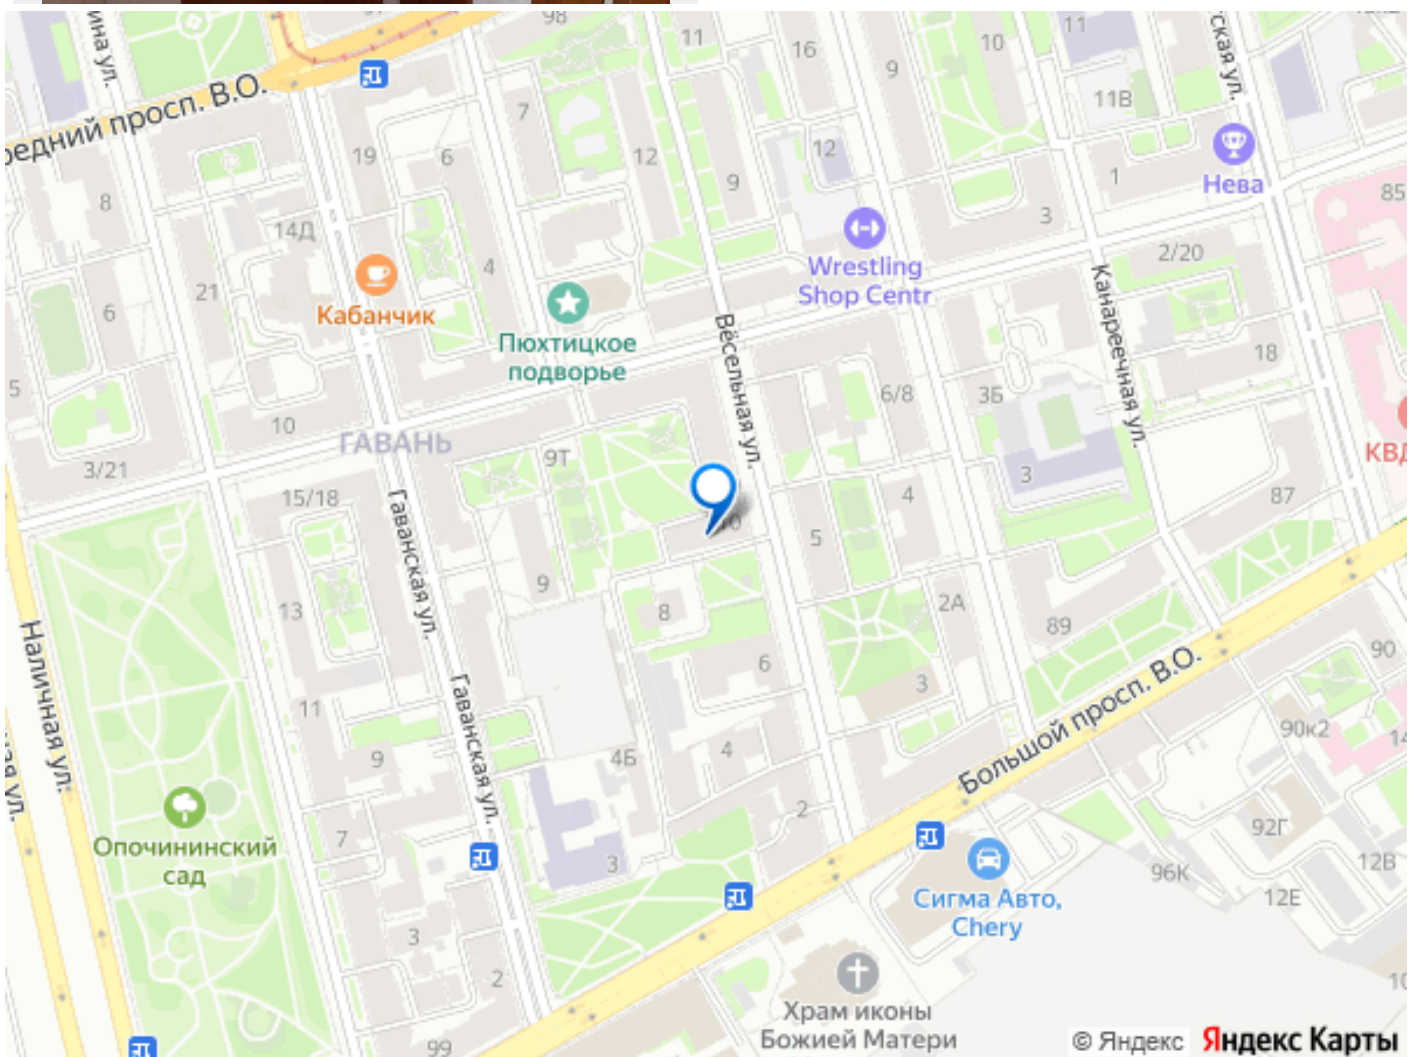 98
11
16
10
11
9
11В
7
19
6
12
12
9
1
8
3
85
14Д
4
2/20
21
6
18
5
6/8
3Б
10
9Т
3/21
15/18
4
3
87
5
9
13
8
2А
89
6
3
90
11
9
4Б
4
90к2
2
7
92Г
3
96К
12В
12Е
3
2
99
ина ул.
редний просп. В.О.
ская ул.
Нева
Wrestling
Shop Centr
Кабанчик
Пюхтицкое
подворье
Вёсельная ул.
Канареечная ул.
ГАВАНЬ
КВД
Гаванская ул.
Наличная ул.
Гаванская ул.
Большой просп. В.О.
ная ул.
Опочининский
сад
Сигма Авто,
Chery
Храм иконы
Божией Матери
© Яндекс Яндекс Карты